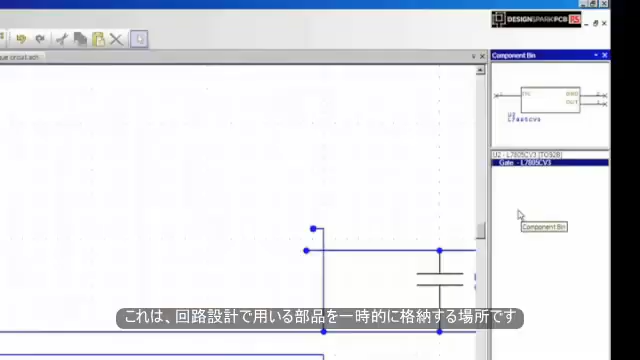 DESIGNSPARK PCB RS
Component Bin
U2
L7805CV3
Gate - L7805CV3
Component Bin
これは、回路設計で用いる部品を一時的に格納する場所です